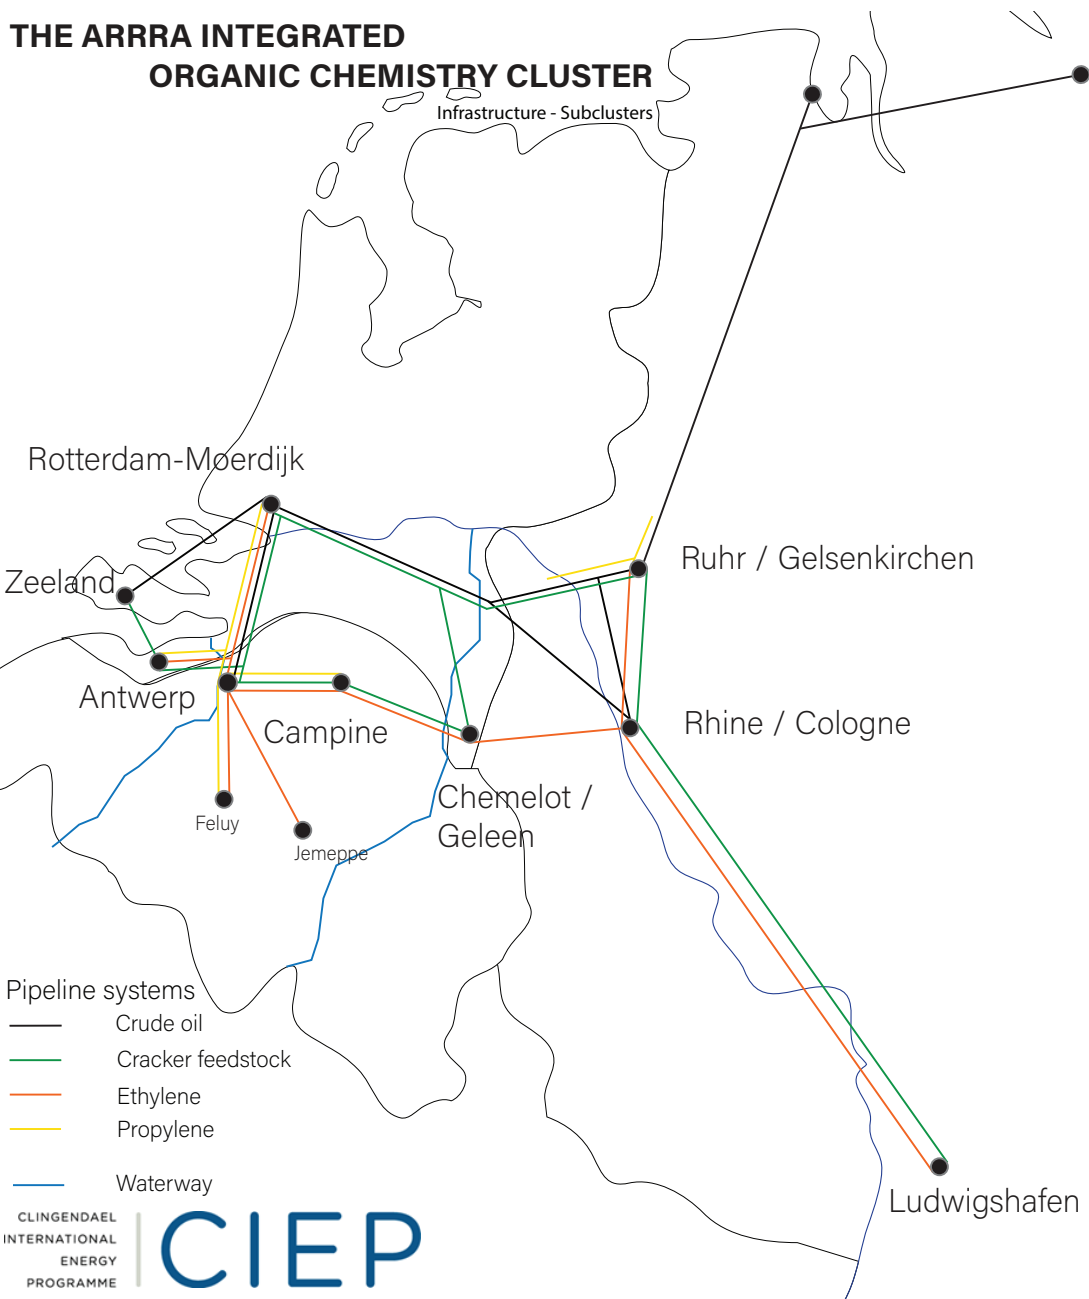 THE ARRRA INTEGRATED
ORGANIC CHEMISTRY CLUSTER
Infrastructure - Subclusters
Rotterdam-Moerdijk
Zeeland
Ruhr / Gelsenkirchen
Antwerp
Campine
Rhine / Cologne
Chemelot /
Geleen
Feluy
Jemeppe
Ludwigshafen
Pipeline systems
Crude oil
Cracker feedstock
Ethylene
Propylene
Waterway
CLINGENDAEL
INTERNATIONAL
ENERGY
PROGRAMME
CIEP